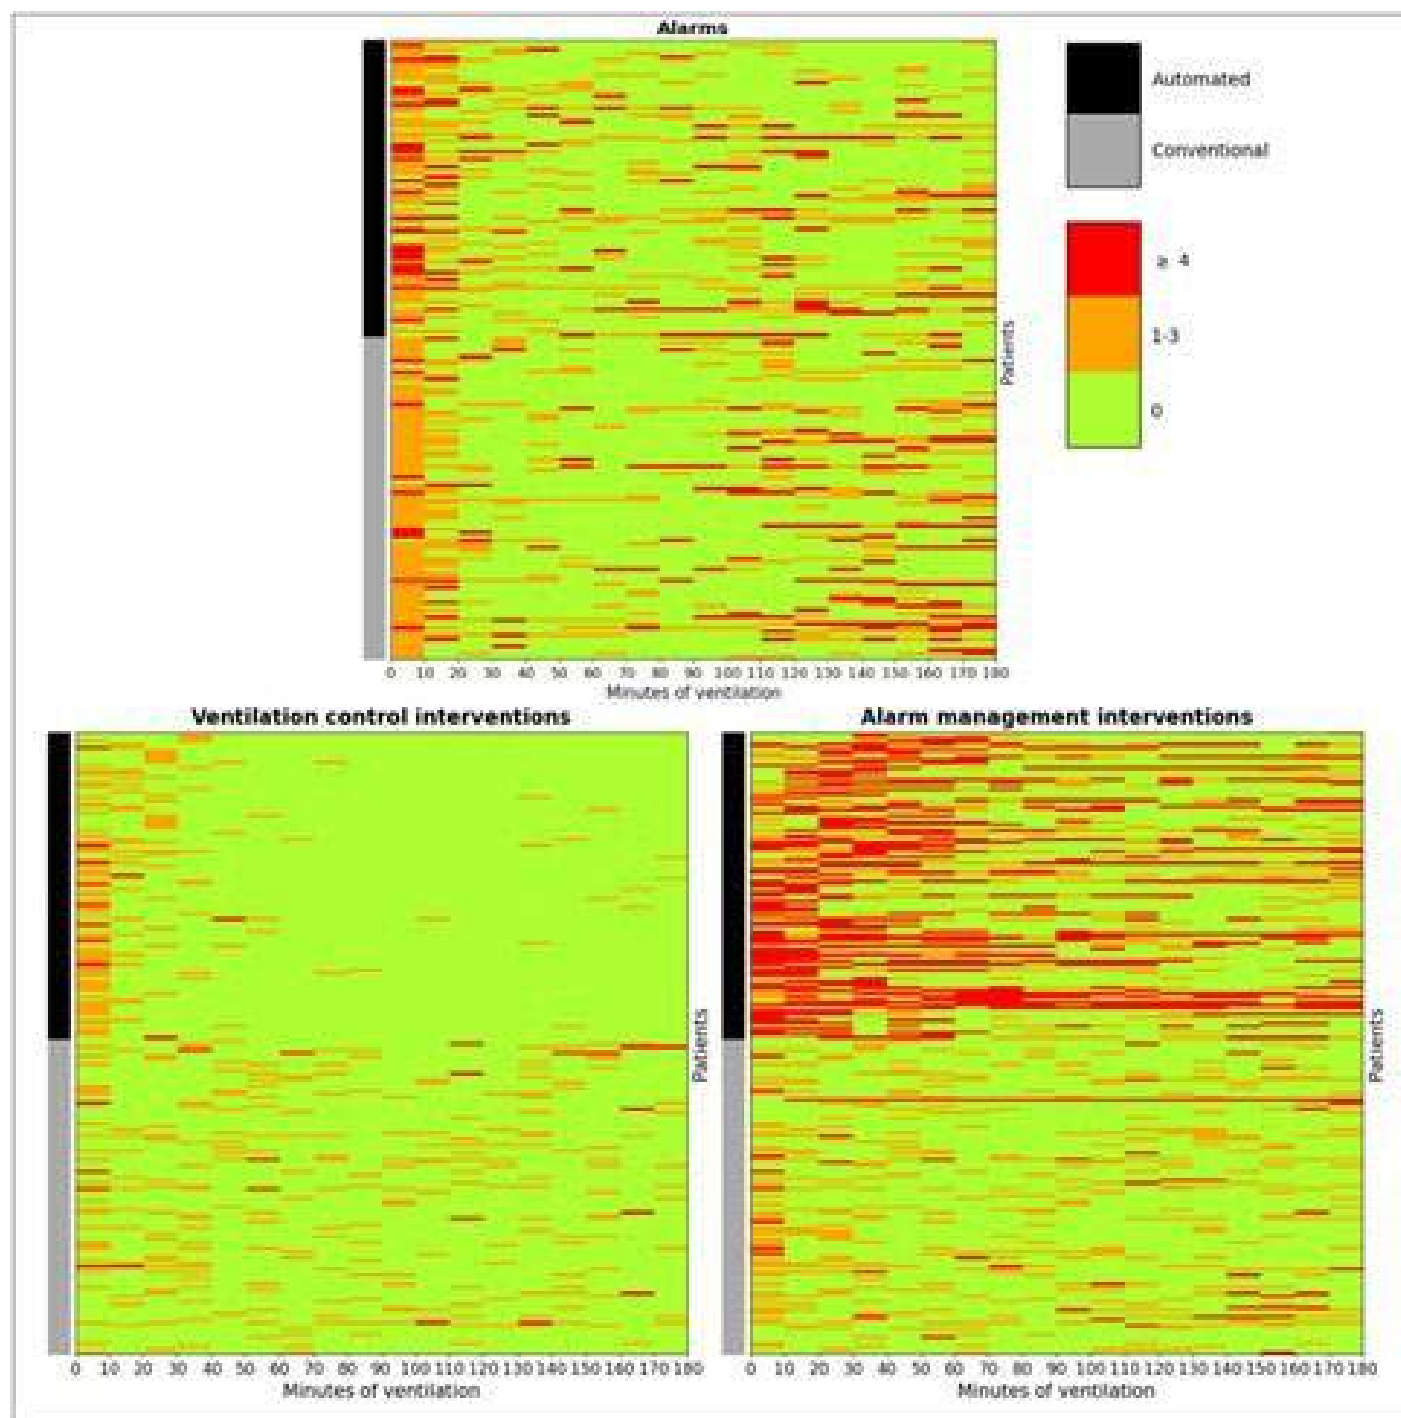 Alarms
Automated
Conventional
≥ 4
1-3
0
Patients
0 10 20 30 40 50 60 70 80 90 100 110 120 130 140 150 160 170 180
Minutes of ventilation
Ventilation control interventions
Patients
0 10 20 30 40 50 60 70 80 90 100 110 120 130 140 150 160 170 180
Minutes of ventilation
Alarm management interventions
Patients
0 10 20 30 40 50 60 70 80 90 100 110 120 130 140 150 160 170 180
Minutes of ventilation